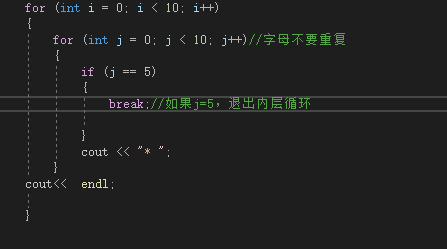 for (int i = 0; i < 10; i++)
{
for (int j = 0; j < 10; j++)//字母不要重复
{
if (j == 5)
{
break;//如果j=5, 退出内层循环
}
cout << "* ";
}
cout<<  endl;
}